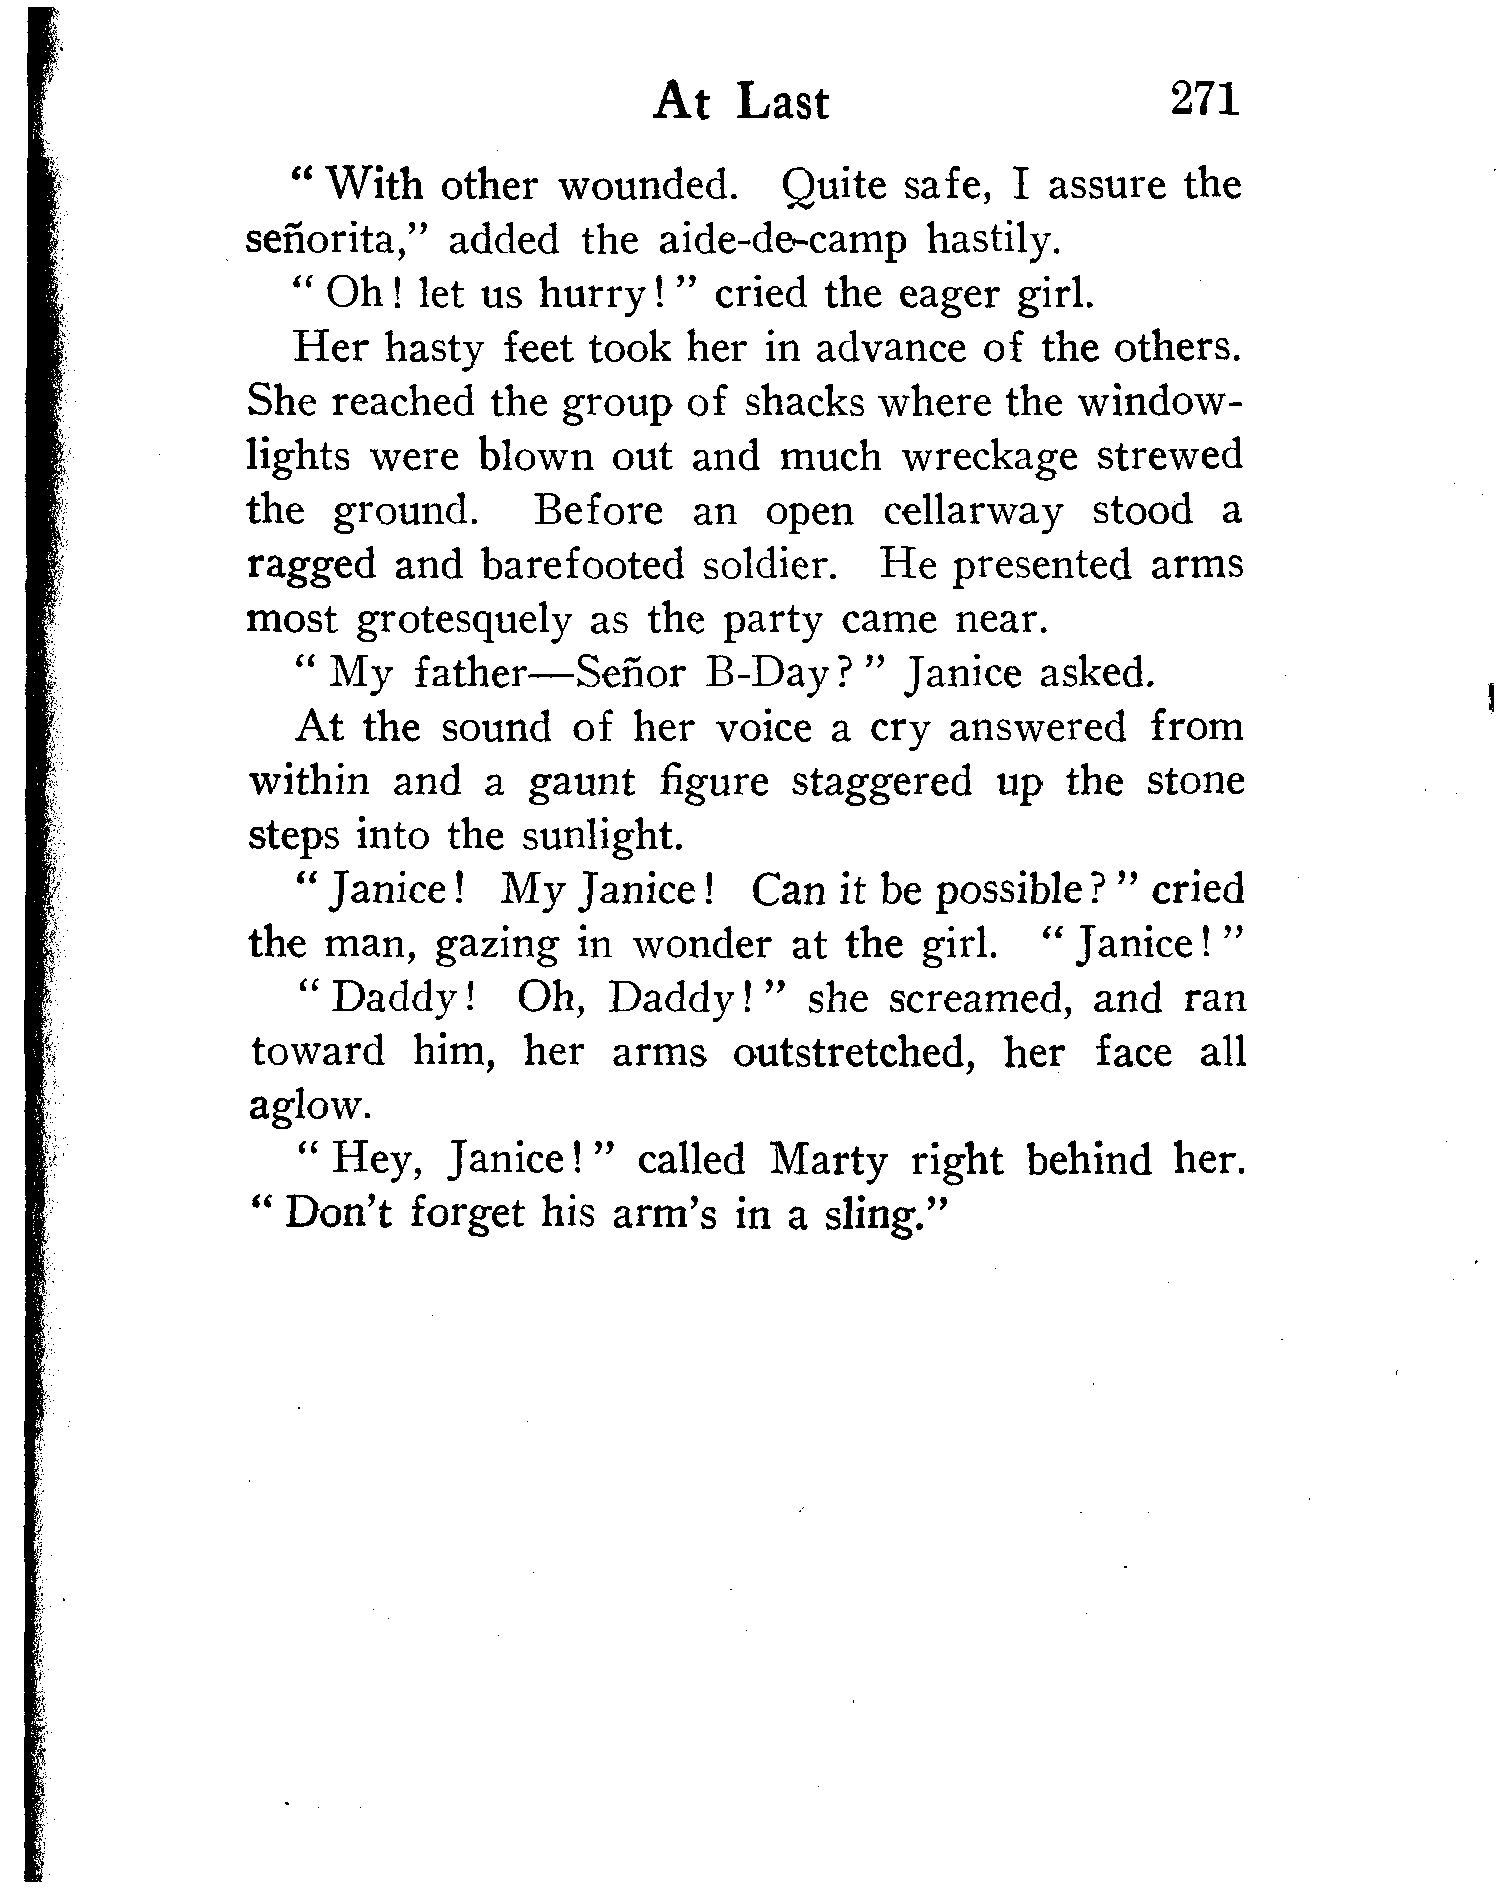 At Last 271
" With other wounded. Quite safe, I assure the
señorita," added the aide-de-camp hastily.
" Oh! let us hurry! " cried the eager girl.
Her hasty feet took her in advance of the others.
She reached the group of shacks where the window-
lights were blown out and much wreckage strewed
the ground. Before an open cellarway stood a
ragged and barefooted soldier. He presented arms
most grotesquely as the party came near.
" My father—Señor B-Day? " Janice asked.
At the sound of her voice a cry answered from
within and a gaunt figure staggered up the stone
steps into the sunlight.
" Janice! My Janice! Can it be possible? " cried
the man, gazing in wonder at the girl. " Janice! "
" Daddy! Oh, Daddy! " she screamed, and ran
toward him, her arms outstretched, her face all
aglow.
" Hey, Janice! " called Marty right behind her.
" Don't forget his arm's in a sling."